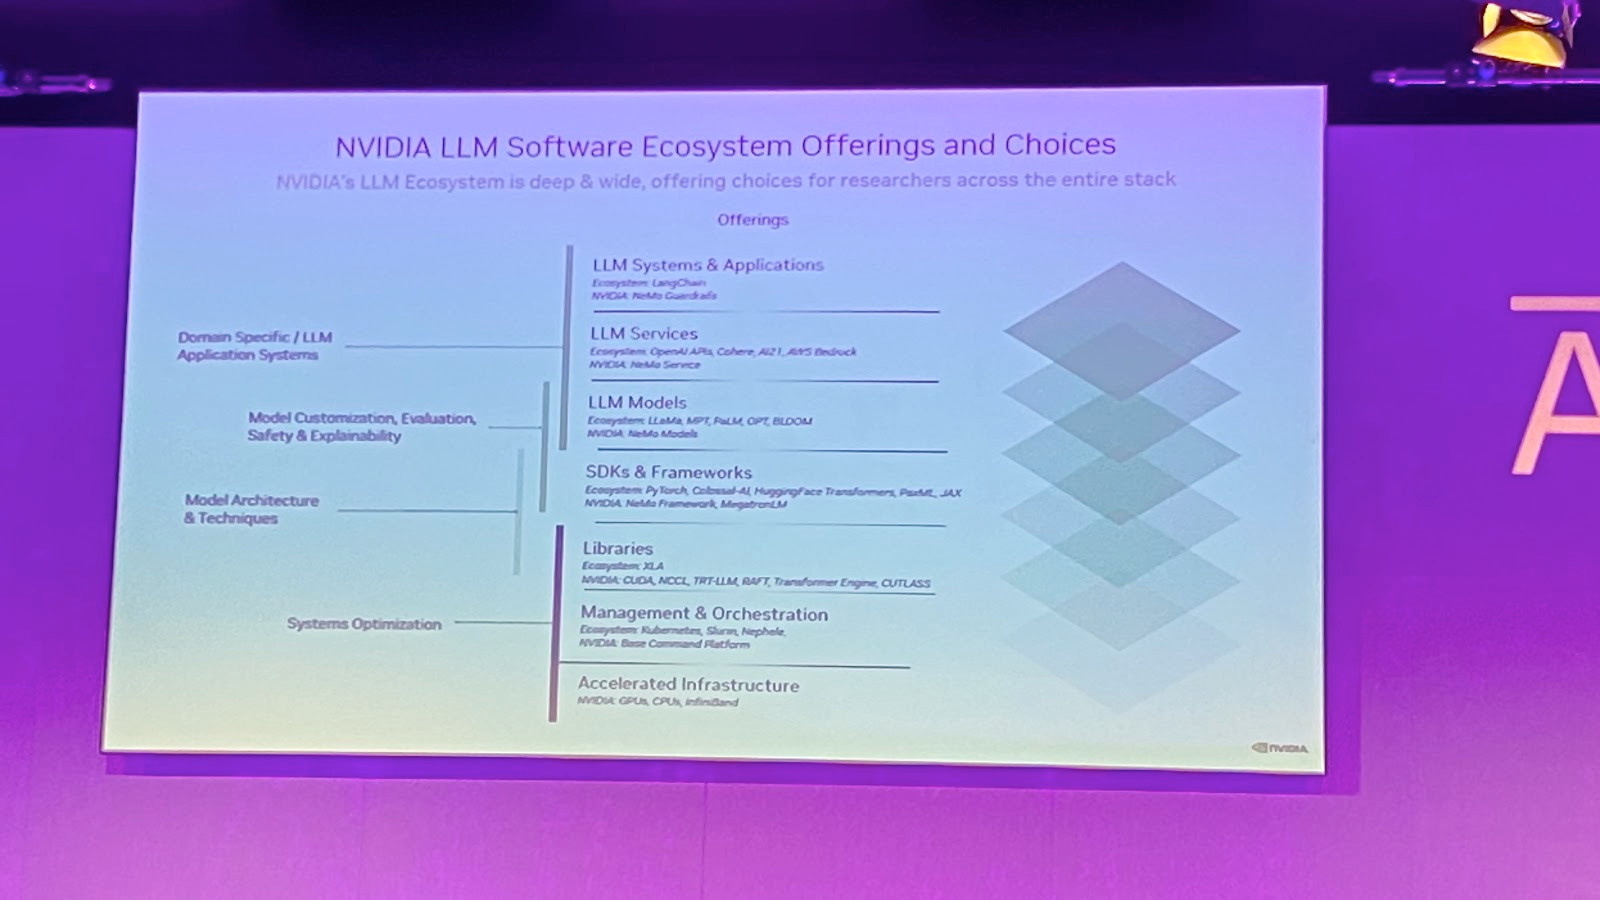 NVIDIA LLM Software Ecosystem Offerings and Choices
NVIDIA's LLM Ecosystem is deep & wide, offering choices for researchers across the entire stack
Offerings
LLM Systems & Applications
Ecosystem: LangChain
NVIDIA: NeMo Guardrails
Domain Specific / LLM
Application Systems
LLM Services
Ecosystem: OpenAI APIs, Cohere, AI21, AWS Bedrock
NVIDIA: NeMo Service
LLM Models
Ecosystem: LLaMa, MPT, PaLM, OPT, BLOOM
NVIDIA: NeMo Models
Model Customization, Evaluation,
Safety & Explainability
SDKs & Frameworks
Ecosystem: PyTorch, Colossal-AI, HuggingFace Transformers, PaxML, JAX
NVIDIA: NeMo Framework, MegatronLM
Model Architecture
& Techniques
Libraries
Ecosystem: XLA
NVIDIA: CUDA, NCCL, TRT-LLM, RAFT, Transformer Engine, CUTLASS
Management & Orchestration
Ecosystem: Kubernetes, Slurm, Nephele,
NVIDIA: Base Command Platform
Systems Optimization
Accelerated Infrastructure
NVIDIA: GPUs, CPUs, InfiniBand
NVIDIA
A